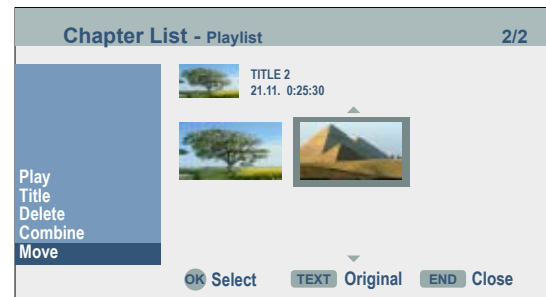 Chapter List - Playlist 2/2
TITLE 2
21.11. 0:25:30
Play
Title
Delete
Combine
Move
OK Select TEXT Original END Close